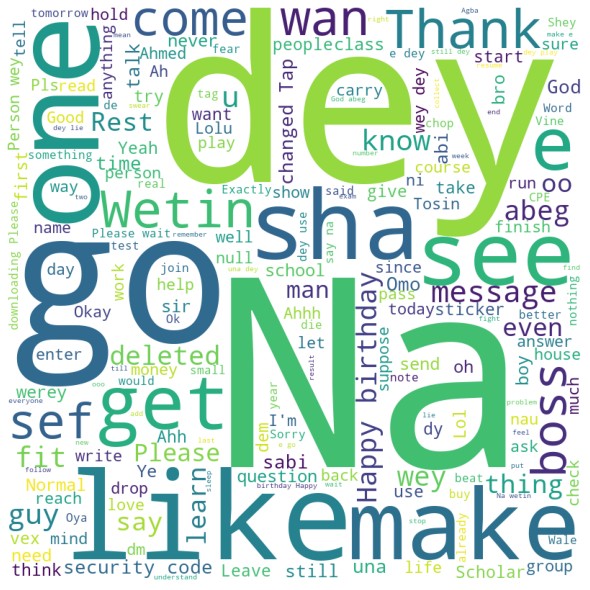 tomorrow
hold
anything
tell
Person wey
come
Ahmed
Ah
Pls
read
never
talk
wan
peopleclass
changed Tap
Thank
right
fear
mean
e dey
Agba
still dey
make e
dey play
resume
start
Shey
sure
bro
wey dey
God
Word
Vine
one
Good
de
try
u
want
tag
swear
God abeg
carry
chop
collect
end
dey
something
dey lie
Yeah
Rest
Lolu
play
know
abi
week
number
course
e
first
way
time
person
real
Exactly
show
said
exam
ni
take
run
CPE
oo
Tosin
abeg
finish
name
two
Please wait
remember
test
Wetin
well
null
give
dey use
say na
since
Omo
see
nothing
find
downloading Please
go
day
join
work
help
school
sir
Ok
Okay
man
Ahhh
die
una dey
pass
today
sticker
message
better
answer
even
house
fight
sha
Na
Happy birthday
suppose
send
oh
boy
much
enter
deleted
money
would
till
small
let
result
note
year
werey
everyone
sef
get
ooo
I'm
dem
Sorry
e go
dy
Lol
nau
ask
lie
feel
problem
boss
check
fit
write
Ahh
Please
add
new
last
sabi
question
back
wey
beat
put
thing
Normal
reach
Ye
drop
learn
sleep
wait
birthday Happy
use
buy
already
Na wetin
guy
vex
mind
follow
love
Oya
say
like
make
stop
Wale
need
think
dm
security code
understand
Leave
still
una
life
Scholar
group